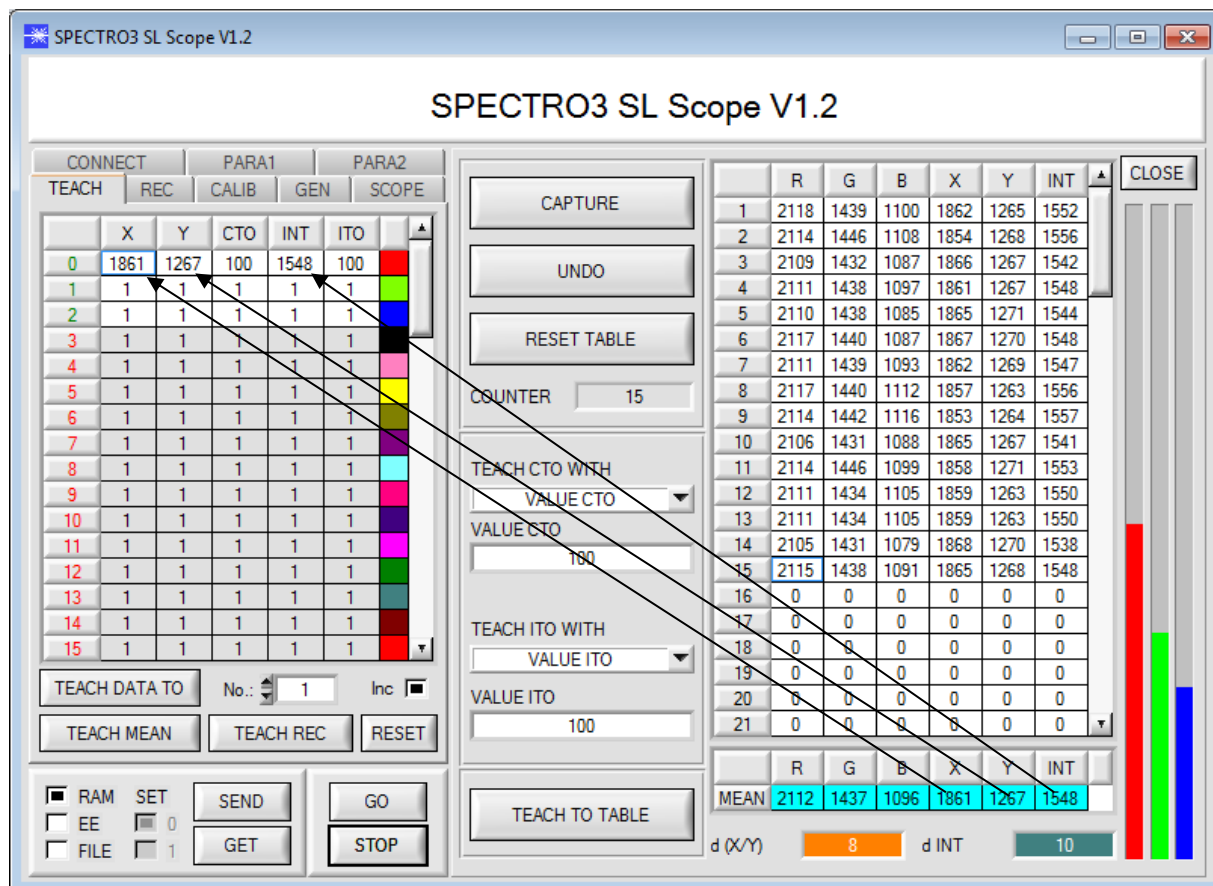 SPECTRO3 SL Scope V1.2
SPECTRO3 SL Scope V1.2
CONNECT PARA1 PARA2
TEACH REC CALIB GEN SCOPE
X Y CTO INT ITO
0 1861 1267 100 1548 100
1 1 1 1 1 1
2 1 1 1 1 1
3 1 1 1 1 1
4 1 1 1 1 1
5 1 1 1 1 1
6 1 1 1 1 1
7 1 1 1 1 1
8 1 1 1 1 1
9 1 1 1 1 1
10 1 1 1 1 1
11 1 1 1 1 1
12 1 1 1 1 1
13 1 1 1 1 1
14 1 1 1 1 1
15 1 1 1 1 1
TEACH DATA TO No.: 1 Inc
TEACH MEAN TEACH REC RESET
RAM SET
EE 0
FILE 1
SEND
GET
GO
STOP
CAPTURE
UNDO
RESET TABLE
COUNTER 15
TEACH CTO WITH
VALUE CTO
VALUE CTO
100
TEACH ITO WITH
VALUE ITO
VALUE ITO
100
TEACH TO TABLE
R G B X Y INT
1 2118 1439 1100 1862 1265 1552
2 2114 1446 1108 1854 1268 1556
3 2109 1432 1087 1866 1267 1542
4 2111 1438 1097 1861 1267 1548
5 2110 1438 1085 1865 1271 1544
6 2117 1440 1087 1867 1270 1548
7 2111 1439 1093 1862 1269 1547
8 2117 1440 1112 1857 1263 1556
9 2114 1442 1116 1853 1264 1557
10 2106 1431 1088 1865 1267 1541
11 2114 1446 1099 1858 1271 1553
12 2111 1434 1105 1859 1263 1550
13 2111 1434 1105 1859 1263 1550
14 2105 1431 1079 1868 1270 1538
15 2115 1438 1091 1865 1268 1548
16 0 0 0 0 0 0
17 0 0 0 0 0 0
18 0 0 0 0 0 0
19 0 0 0 0 0 0
20 0 0 0 0 0 0
21 0 0 0 0 0 0
R G B X Y INT
MEAN 2112 1437 1096 1861 1267 1548
d (X/Y) 8 d INT 10
CLOSE